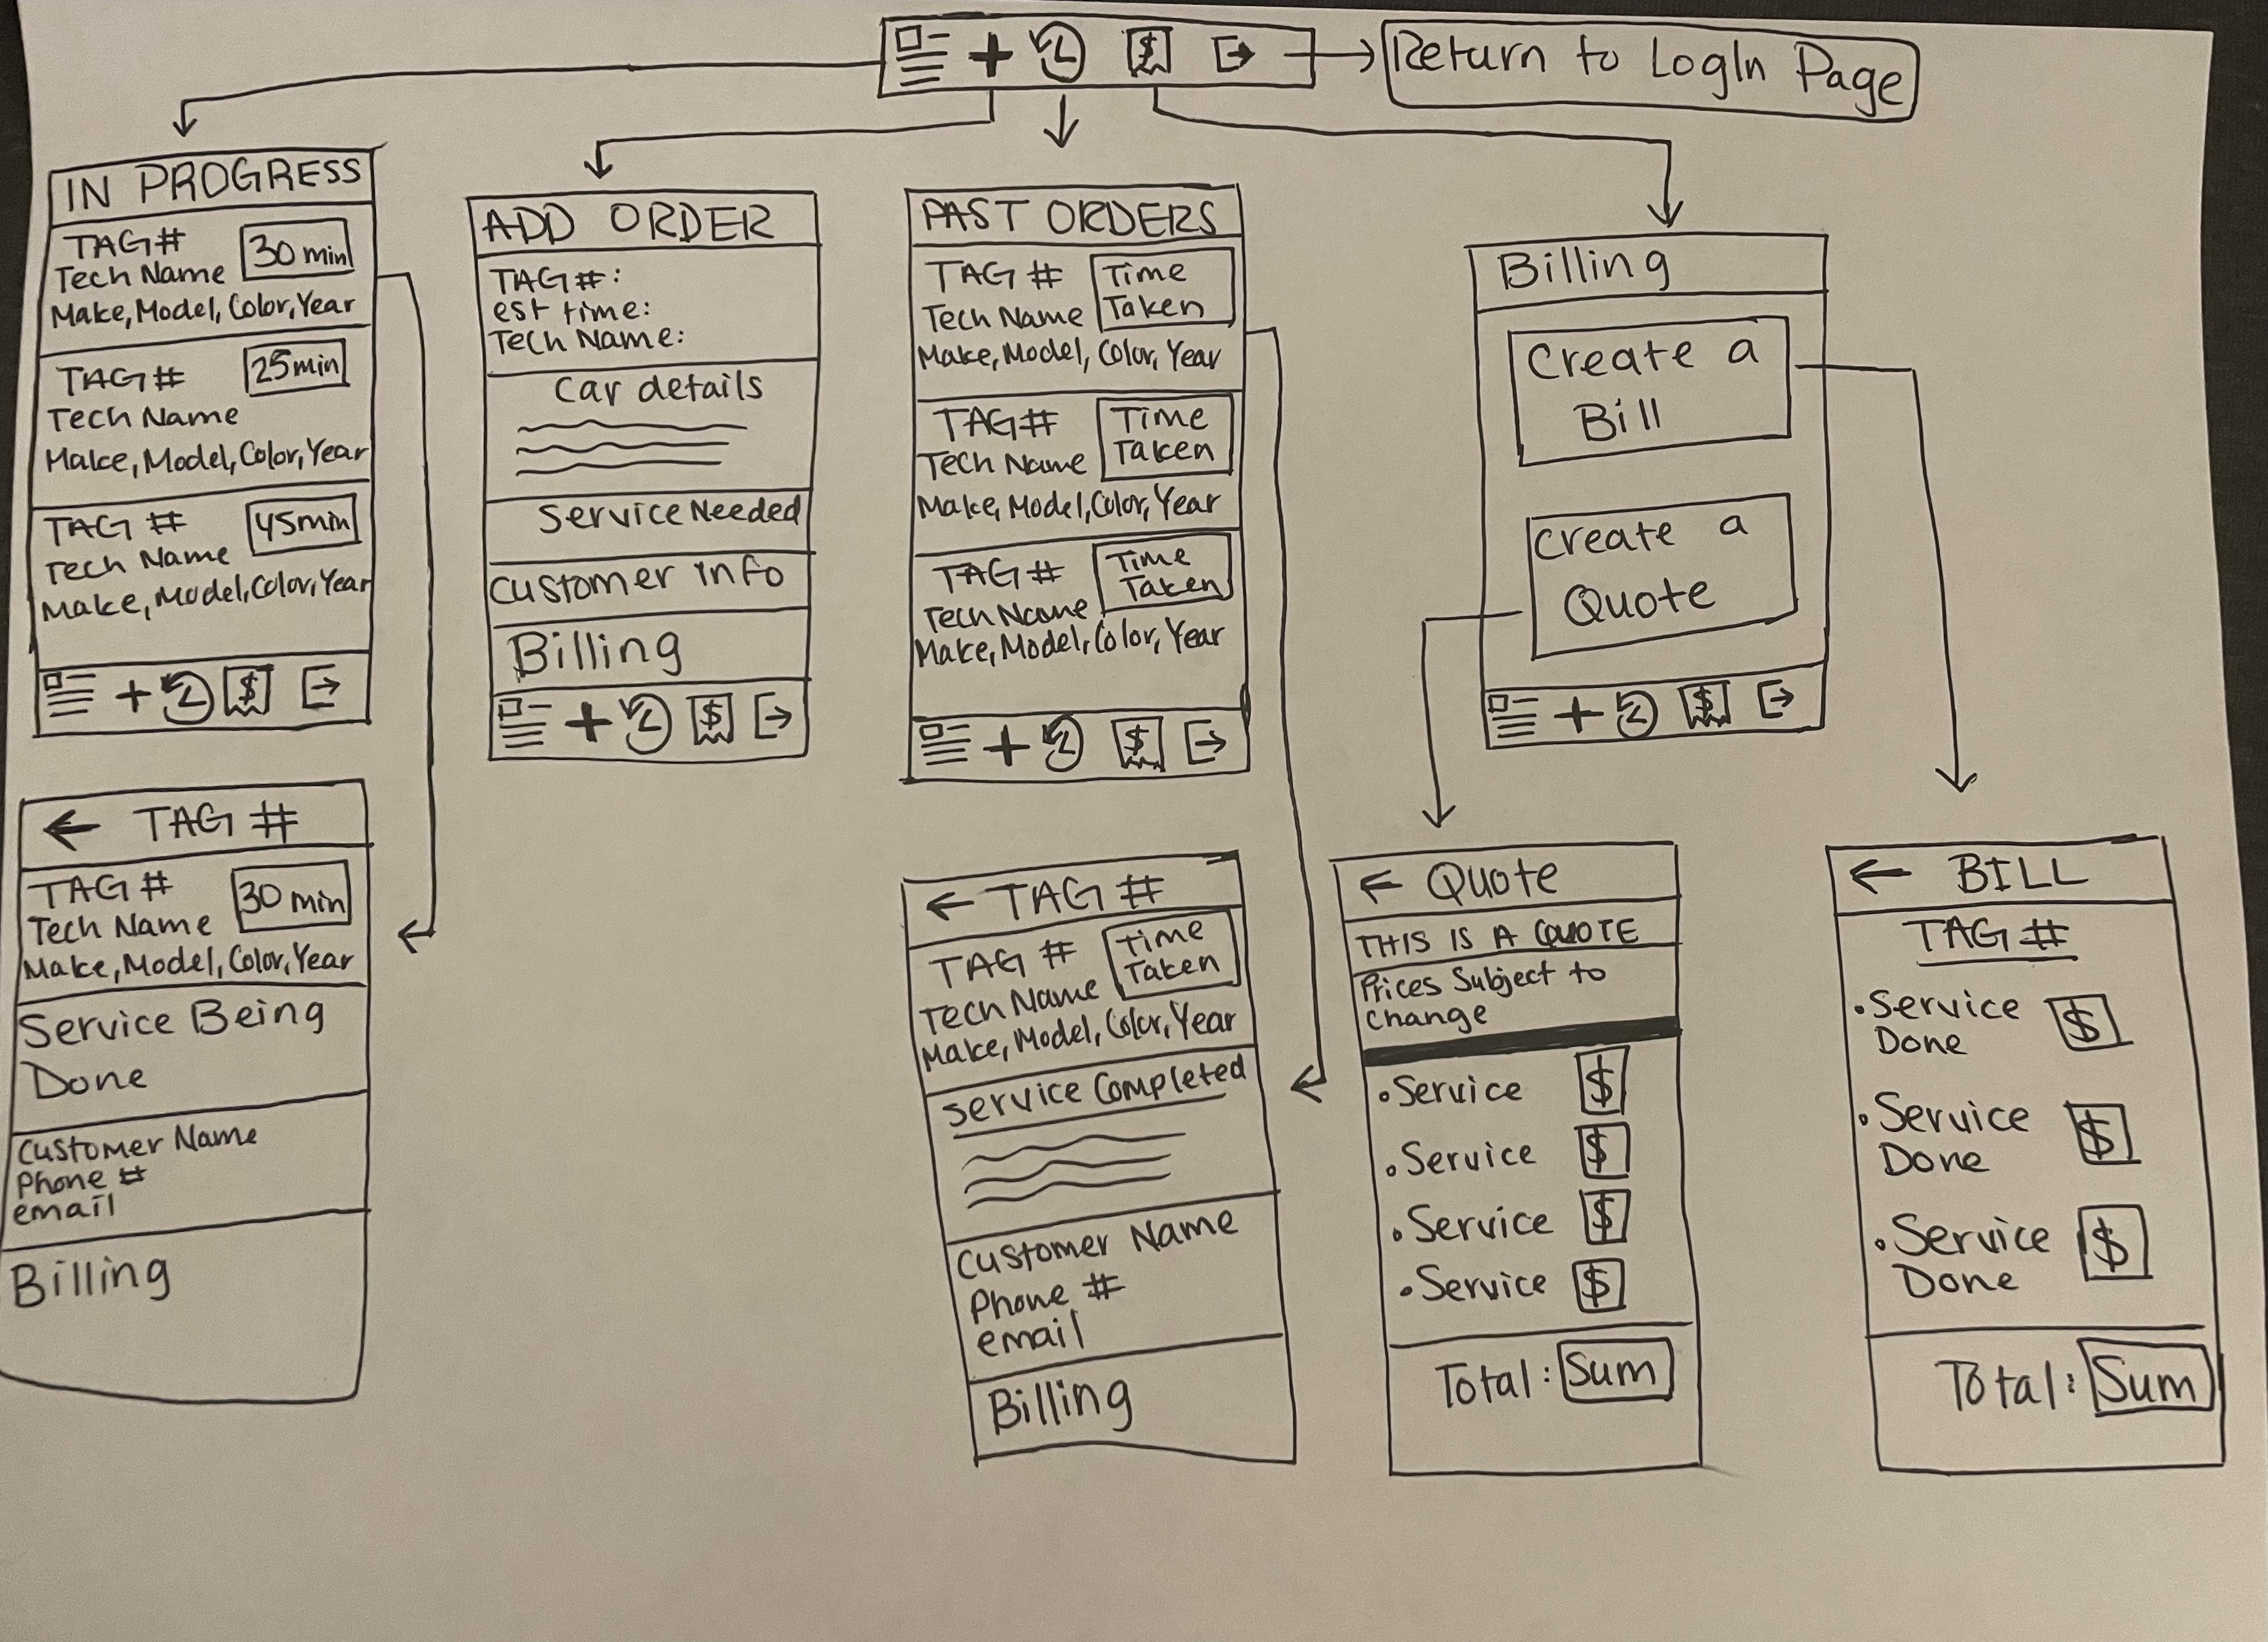 $
Return to LogIn Page
IN PROGRESS
TAG #
30 min
Tech Name
Make, Model, Color, Year
TAG #
25 min
Tech Name
Make, Model, Color, Year
TAG #
45 min
Tech Name
Make, Model, Color, Year
$
ADD ORDER
TAG #:
est time:
Tech Name:
Car details
Service Needed
Customer info
Billing
$
PAST ORDERS
TAG #
Time
Taken
Tech Name
Make, Model, Color, Year
TAG #
Time
Taken
Tech Name
Make, Model, Color, Year
TAG #
Time
Taken
Tech Name
Make, Model, Color, Year
$
Billing
Create a
Bill
Create a
Quote
$
← TAG #
TAG #
30 min
Tech Name
Make, Model, Color, Year
Service Being
Done
Customer Name
Phone #
email
Billing
← TAG #
TAG #
Time
Taken
Tech Name
Make, Model, Color, Year
Service Completed
Customer Name
Phone #
email
Billing
← Quote
THIS IS A QUOTE
Prices Subject to
change
• Service $
• Service $
• Service $
• Service $
Total: Sum
← BILL
TAG #
• Service $
Done
• Service $
Done
• Service $
Done
Total: Sum